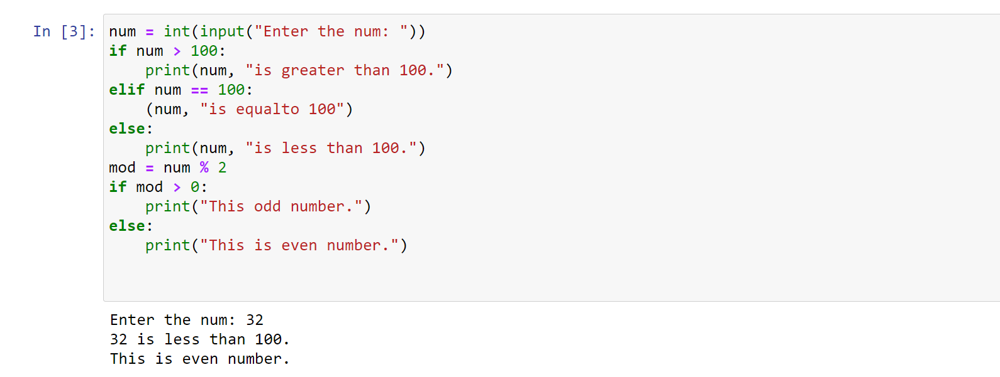 In [3]: num = int(input("Enter the num: "))
if num > 100:
    print(num, "is greater than 100.")
elif num == 100:
    (num, "is equalto 100")
else:
    print(num, "is less than 100.")
mod = num % 2
if mod > 0:
    print("This odd number.")
else:
    print("This is even number.")
Enter the num: 32
32 is less than 100.
This is even number.